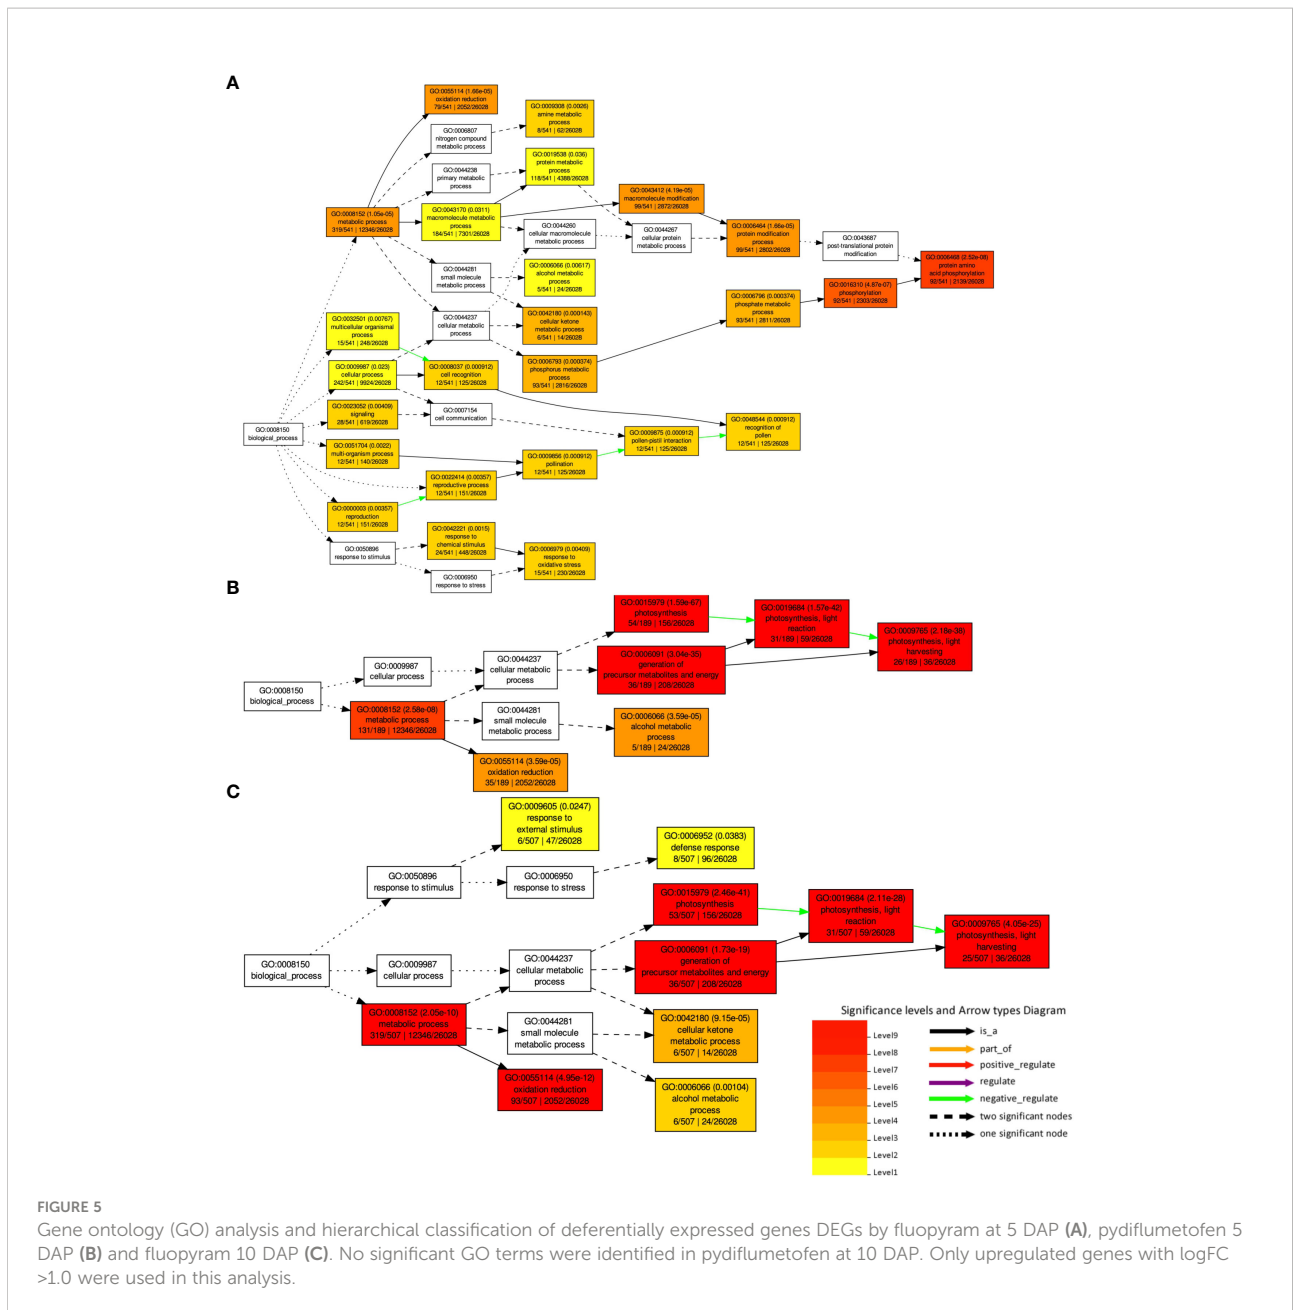 A
GO:0055114 (1.66e-05)
oxidation reduction
79/541 | 2052/26028
GO:0009308 (0.0026)
amine metabolic
process
8/541 | 62/26028
GO:0006807
nitrogen compound
metabolic process
GO:0019538 (0.036)
protein metabolic
process
118/541 | 4388/26028
GO:0044238
primary metabolic
process
GO:0043412 (4.19e-05)
macromolecule modification
99/541 | 2872/26028
GO:0008152 (1.05e-05)
metabolic process
319/541 | 12346/26028
GO:0043170 (0.0311)
macromolecule metabolic
process
184/541 | 7301/26028
GO:0044260
cellular macromolecule
metabolic process
GO:0044267
cellular protein
metabolic process
GO:0006464 (1.66e-05)
protein modification
process
99/541 | 2802/26028
GO:0043687
post-translational protein
modification
GO:0006468 (2.52e-08)
protein amino
acid phosphorylation
92/541 | 2139/26028
GO:0044281
small molecule
metabolic process
GO:0006066 (0.00617)
alcohol metabolic
process
5/541 | 24/26028
GO:0016310 (4.87e-07)
phosphorylation
92/541 | 2303/26028
GO:0006796 (0.000374)
phosphate metabolic
process
93/541 | 2811/26028
GO:0032501 (0.00767)
multicellular organismal
process
15/541 | 248/26028
GO:0044237
cellular metabolic
process
GO:0042180 (0.000143)
cellular ketone
metabolic process
6/541 | 14/26028
GO:0009987 (0.023)
cellular process
242/541 | 9924/26028
GO:0008037 (0.000912)
cell recognition
12/541 | 125/26028
GO:0006793 (0.000374)
phosphorus metabolic
process
93/541 | 2816/26028
GO:0023052 (0.00409)
signaling
28/541 | 619/26028
GO:0007154
cell communication
GO:0048544 (0.000912)
recognition of
pollen
12/541 | 125/26028
GO:0008150
biological_process
GO:0009875 (0.000912)
pollen-pistil interaction
12/541 | 125/26028
GO:0051704 (0.0022)
multi-organism process
12/541 | 140/26028
GO:0009856 (0.000912)
pollination
12/541 | 125/26028
GO:0022414 (0.00357)
reproductive process
12/541 | 151/26028
GO:0000003 (0.00357)
reproduction
12/541 | 151/26028
GO:0042221 (0.0015)
response to
chemical stimulus
24/541 | 448/26028
GO:0050896
response to stimulus
GO:0006979 (0.00409)
response to
oxidative stress
15/541 | 230/26028
GO:0006950
response to stress
B
GO:0015979 (1.59e-67)
photosynthesis
54/189 | 156/26028
GO:0019684 (1.57e-42)
photosynthesis, light
reaction
31/189 | 59/26028
GO:0009765 (2.18e-38)
photosynthesis, light
harvesting
26/189 | 36/26028
GO:0009987
cellular process
GO:0044237
cellular metabolic
process
GO:0006091 (3.04e-35)
generation of
precursor metabolites and energy
36/189 | 208/26028
GO:0008150
biological_process
GO:0008152 (2.58e-08)
metabolic process
131/189 | 12346/26028
GO:0044281
small molecule
metabolic process
GO:0006066 (3.59e-05)
alcohol metabolic
process
5/189 | 24/26028
GO:0055114 (3.59e-05)
oxidation reduction
35/189 | 2052/26028
C
GO:0009605 (0.0247)
response to
external stimulus
6/507 | 47/26028
GO:0006952 (0.0383)
defense response
8/507 | 96/26028
GO:0050896
response to stimulus
GO:0006950
response to stress
GO:0015979 (2.46e-41)
photosynthesis
53/507 | 156/26028
GO:0019684 (2.11e-26)
photosynthesis, light
reaction
31/507 | 59/26028
GO:0009765 (4.05e-25)
photosynthesis, light
harvesting
25/507 | 36/26028
GO:0008150
biological_process
GO:0009987
cellular process
GO:0044237
cellular metabolic
process
GO:0006091 (1.73e-19)
generation of
precursor metabolites and energy
36/507 | 208/26028
GO:0008152 (2.05e-10)
metabolic process
319/507 | 12346/26028
GO:0044281
small molecule
metabolic process
GO:0042180 (9.15e-05)
cellular ketone
metabolic process
6/507 | 14/26028
GO:0055114 (4.95e-12)
oxidation reduction
93/507 | 2052/26028
GO:0006066 (0.00104)
alcohol metabolic
process
6/507 | 24/26028
Significance levels and Arrow types Diagram
Level9
Level8
Level7
Level6
Level5
Level4
Level3
Level2
Level1
is_a
part_of
positive_regulate
regulate
negative_regulate
two significant nodes
one significant node
FIGURE 5
Gene ontology (GO) analysis and hierarchical classification of deferentially expressed genes DEGs by fluopyram at 5 DAP (A), pydiflumetofen 5
DAP (B) and fluopyram 10 DAP (C). No significant GO terms were identified in pydiflumetofen at 10 DAP. Only upregulated genes with logFC
>1.0 were used in this analysis.